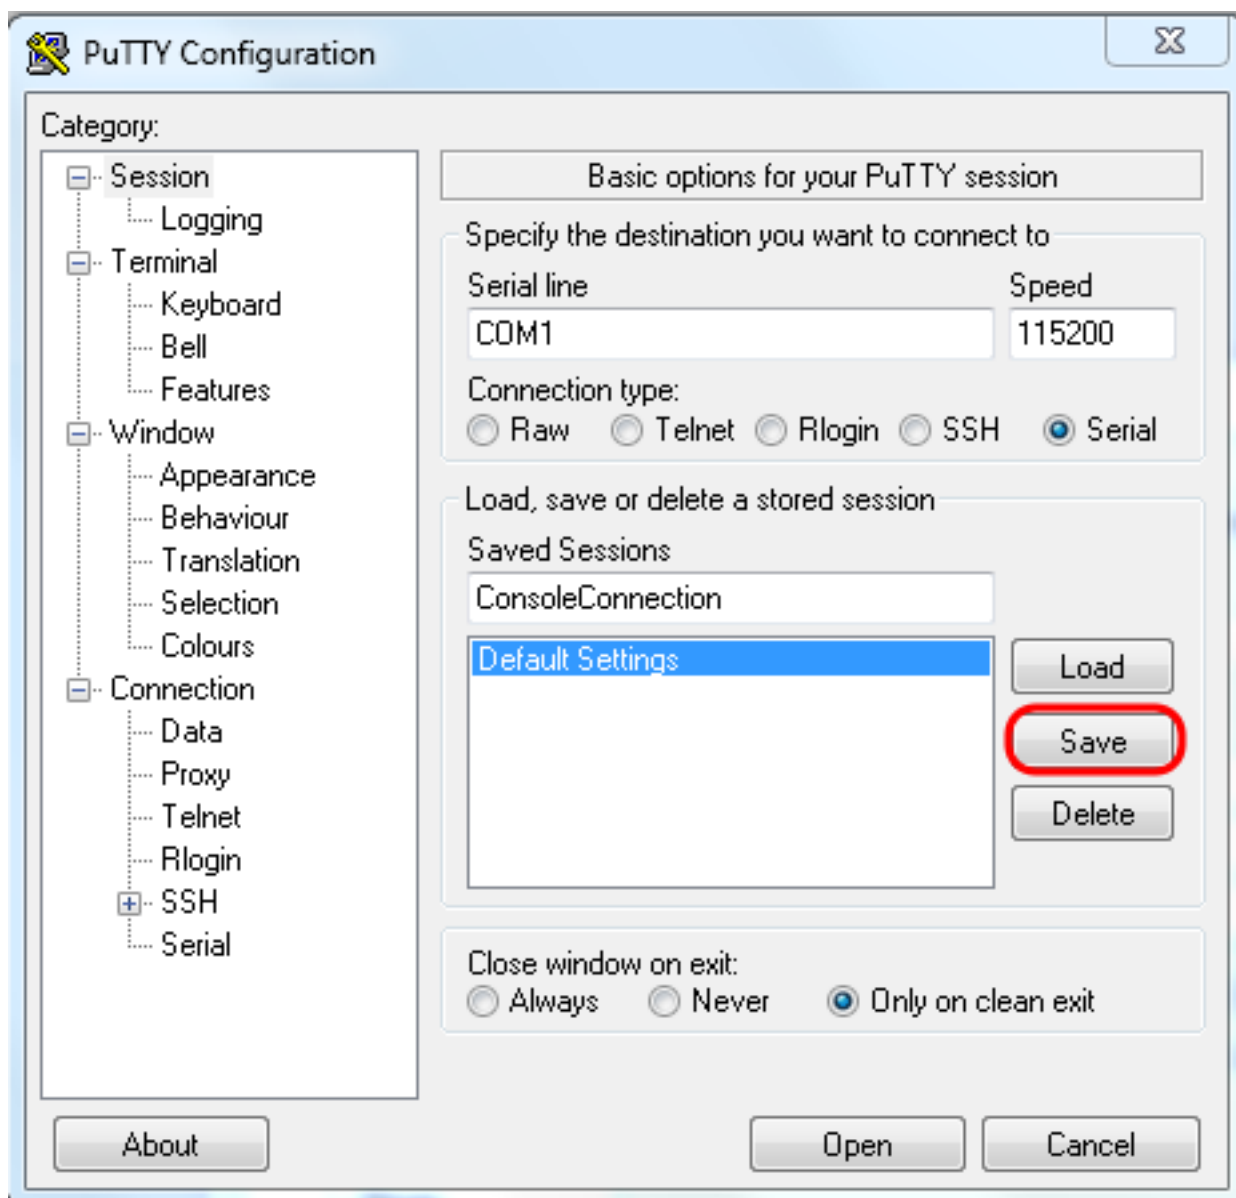 PuTTY Configuration
Category:
Session
Logging
Terminal
Keyboard
Bell
Features
Window
Appearance
Behaviour
Translation
Selection
Colours
Connection
Data
Proxy
Telnet
Rlogin
SSH
Serial
Basic options for your PuTTY session
Specify the destination you want to connect to
Serial line Speed
COM1 115200
Connection type:
Raw Telnet Rlogin SSH Serial
Load, save or delete a stored session
Saved Sessions
ConsoleConnection
Default Settings
Load
Save
Delete
Close window on exit:
Always Never Only on clean exit
About Open Cancel